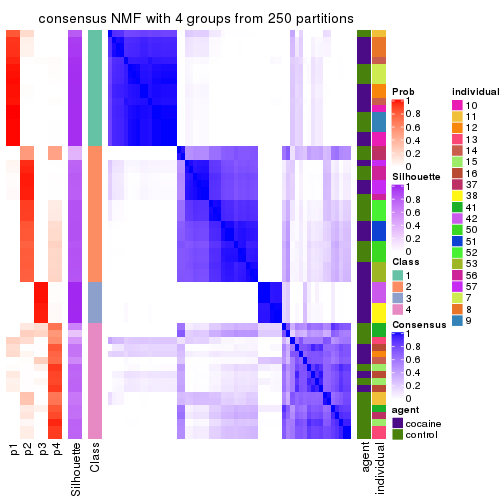 consensus NMF with 4 groups from 250 partitions
p1
p2
p3
p4
Silhouette
Class
agent
individual
Prob
1
0.8
0.6
0.4
0.2
0
Silhouette
1
0.8
0.6
0.4
0.2
0
Class
1
2
3
4
Consensus
1
0.8
0.6
0.4
0.2
0
agent
cocaine
control
individual
10
11
12
13
14
15
16
37
38
41
42
50
51
52
53
56
57
7
8
9